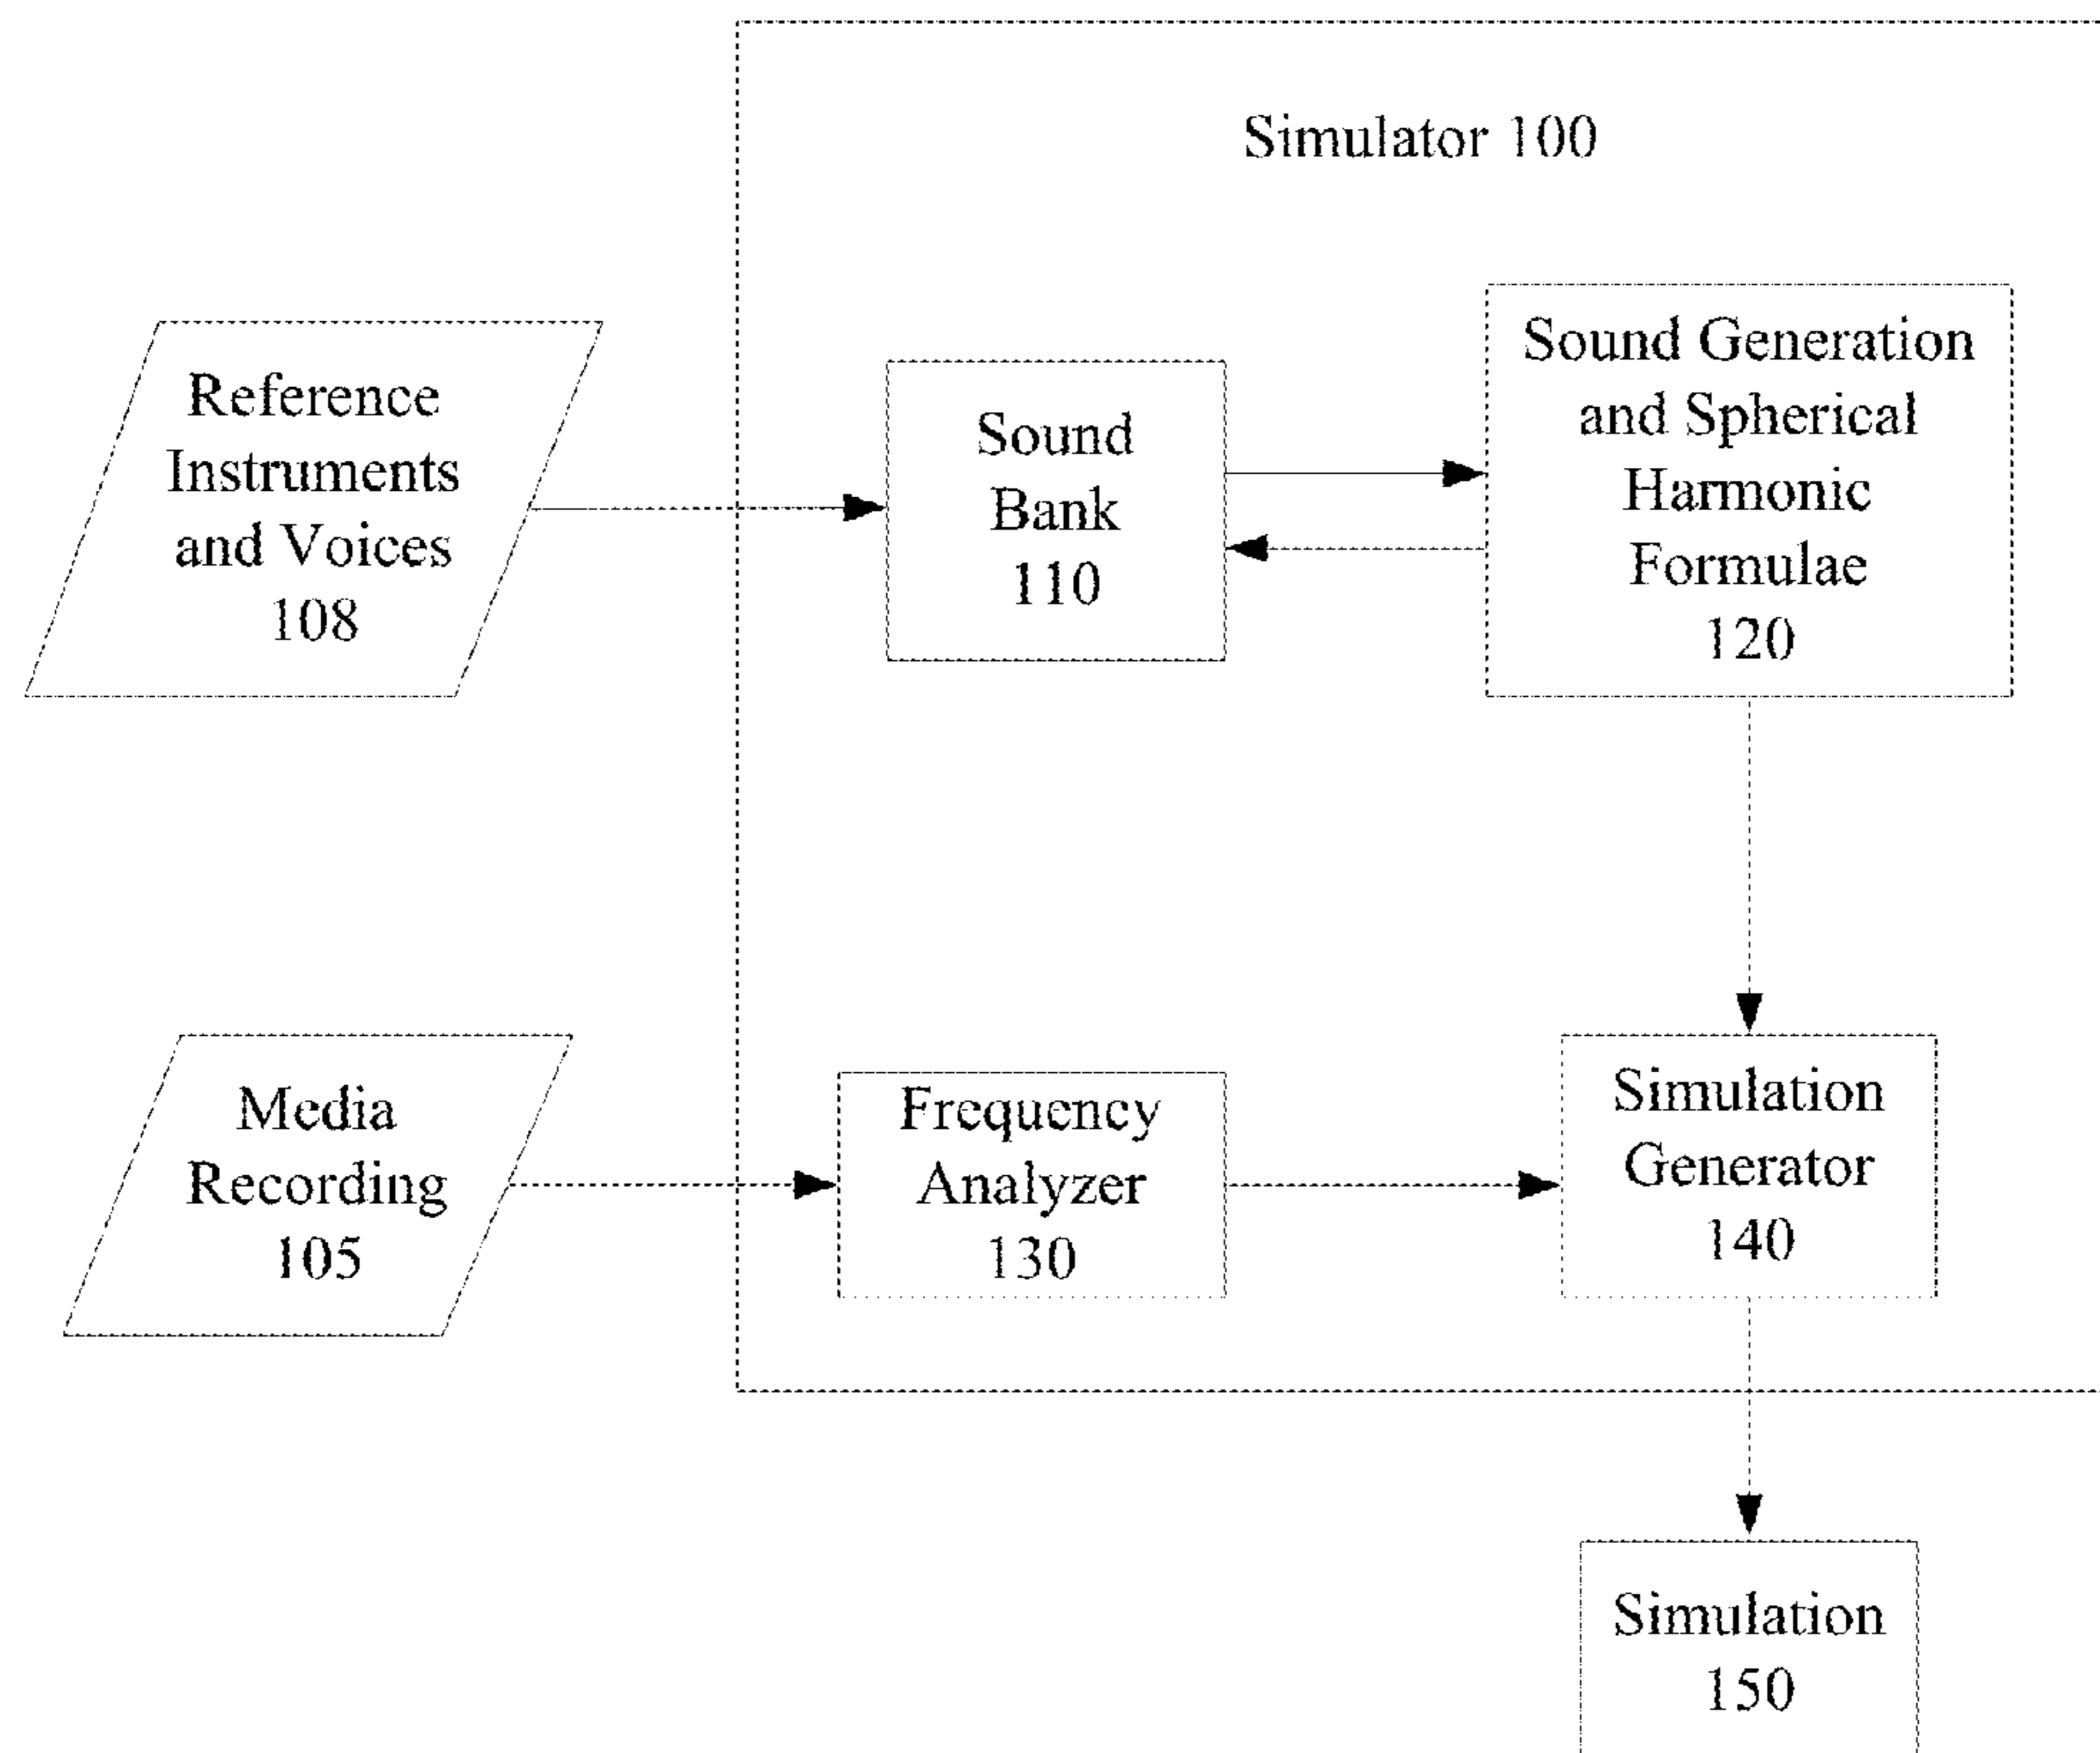 Simulator 100
Reference
Instruments
and Voices
108
Sound
Bank
110
Sound Generation
and Spherical
Harmonic
Formulae
120
Media
Recording
105
Frequency
Analyzer
130
Simulation
Generator
140
Simulation
150